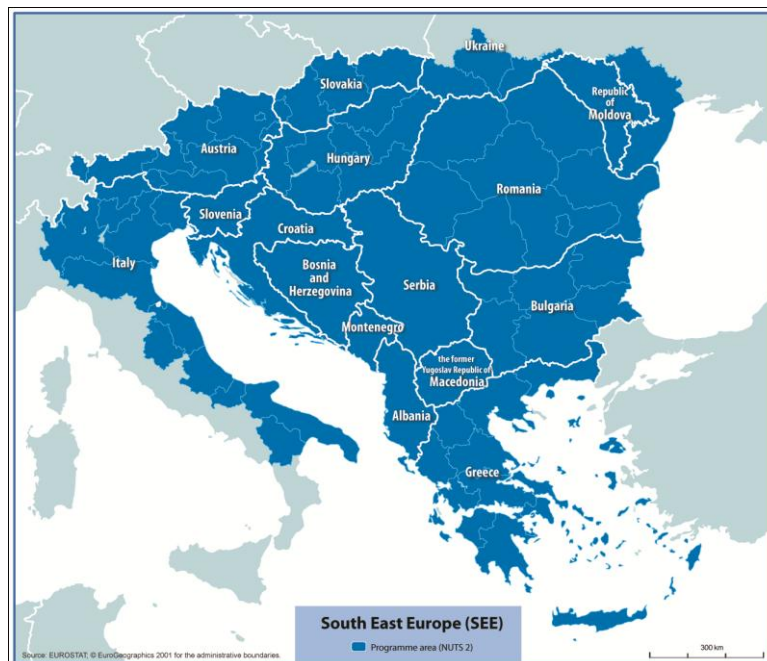 Ukraine
Slovakia
Republic
of
Moldova
Austria
Hungary
Romania
Slovenia
Croatia
Italy
Bosnia
and
Herzegovina
Serbia
Bulgaria
Montenegro
the former
Yugoslav Republic of
Macedonia
Albania
Greece
South East Europe (SEE)
Programme area (NUTS 2)
Source: EUROSTAT; © EuroGeographics 2001 for the administrative boundaries.
300 km